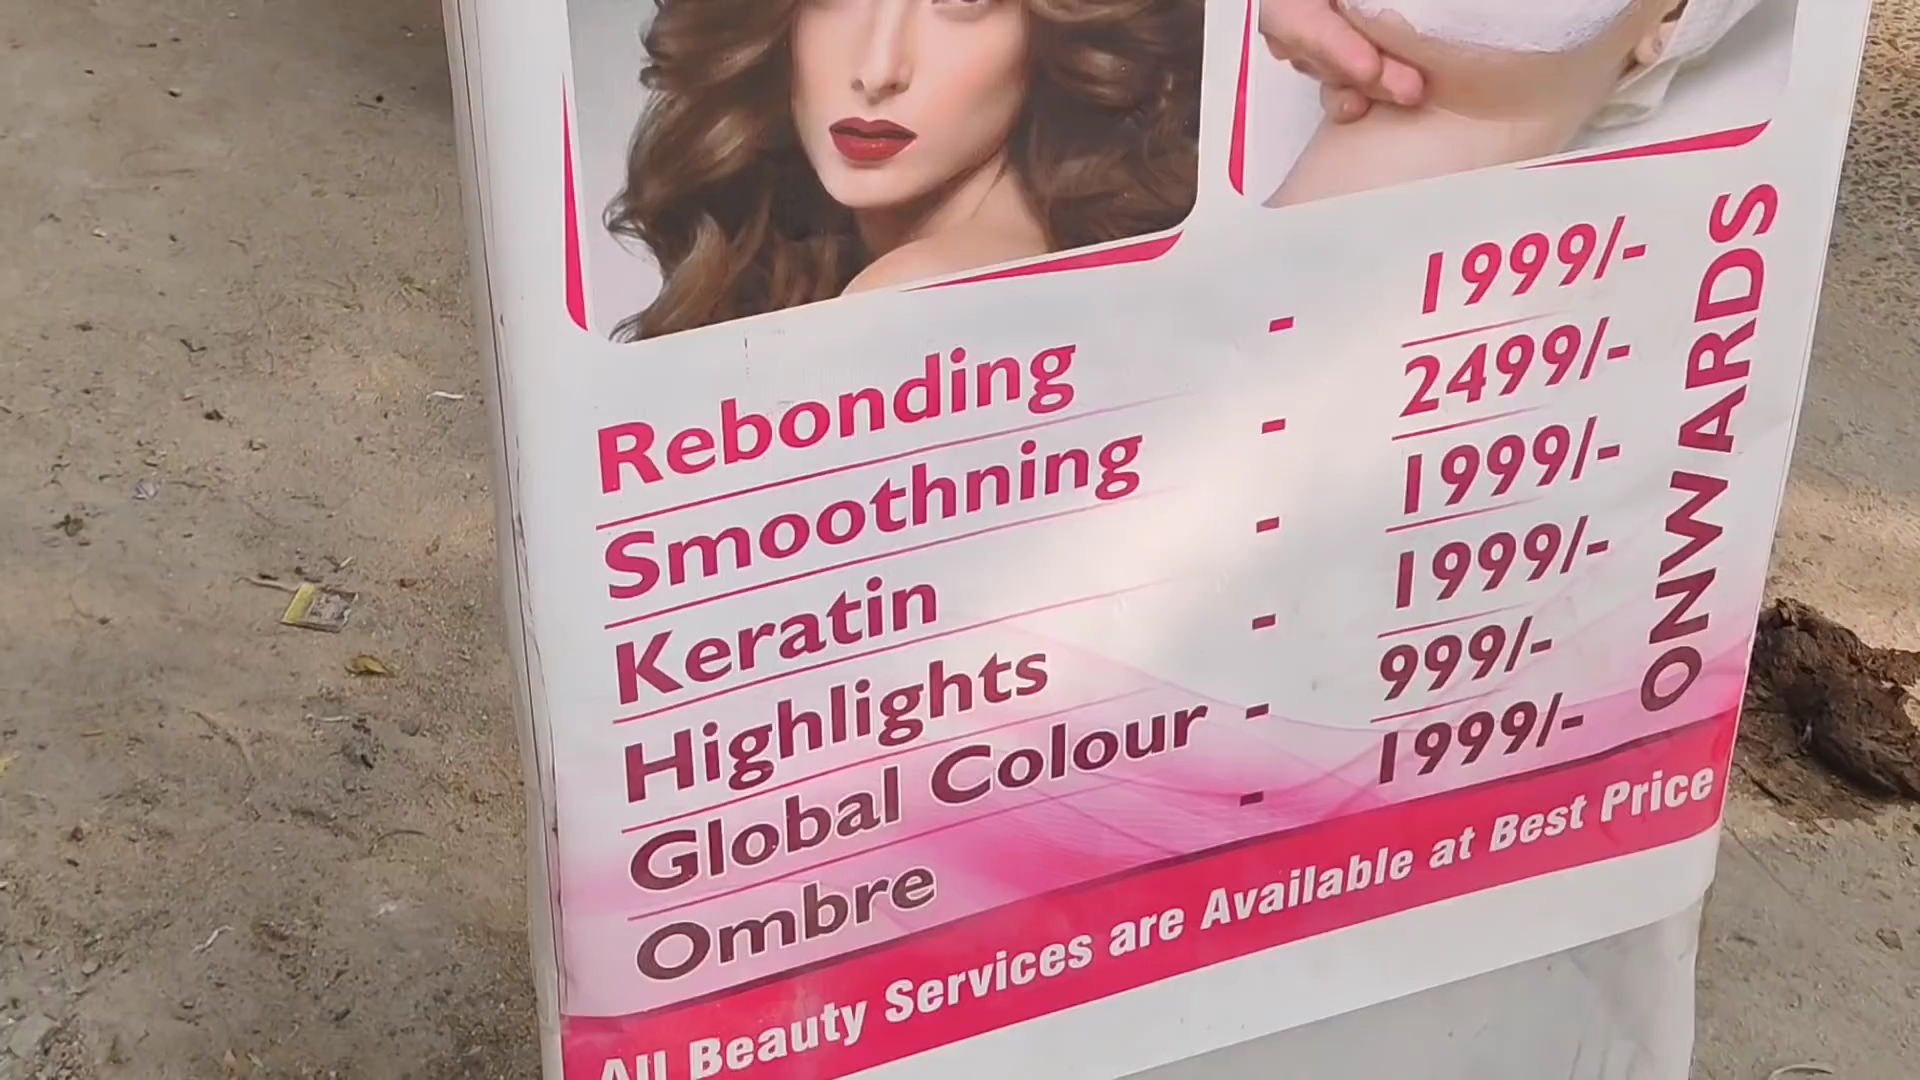 Rebonding - 1999/-
Smoothning - 2499/-
Keratin - 1999/-
Highlights - 1999/-
Global Colour - 999/-
Ombre - 1999/-
ONWARDS
All Beauty Services are Available at Best Price